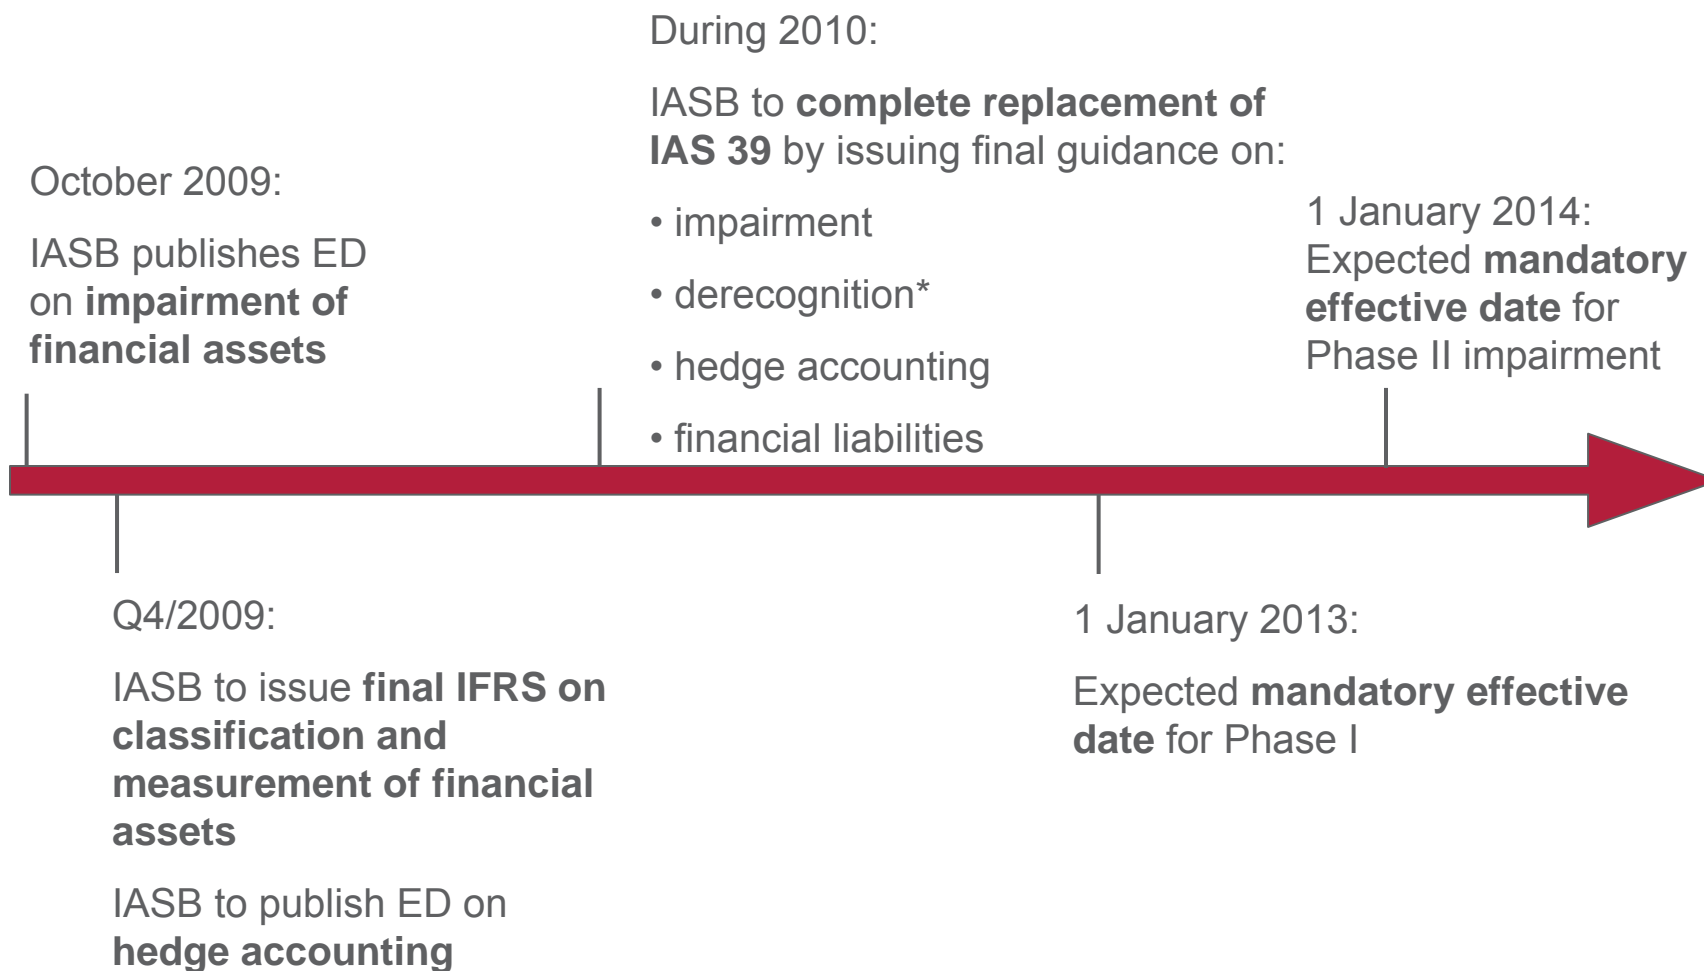 October 2009:
IASB publishes ED
on impairment of
financial assets
During 2010:
IASB to complete replacement of
IAS 39 by issuing final guidance on:
• impairment
• derecognition*
• hedge accounting
• financial liabilities
1 January 2014:
Expected mandatory
effective date for
Phase II impairment
Q4/2009:
IASB to issue final IFRS on
classification and
measurement of financial
assets
IASB to publish ED on
hedge accounting
1 January 2013:
Expected mandatory effective
date for Phase I